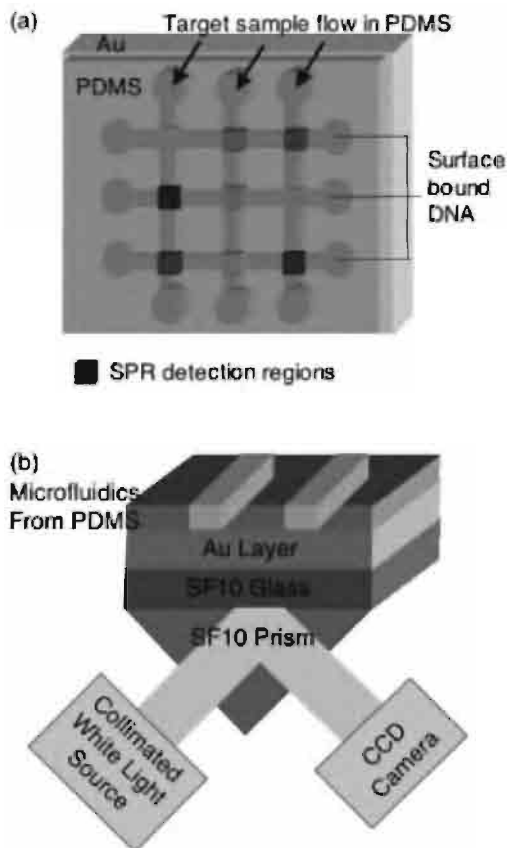 (a)
Target sample flow in PDMS
Au
PDMS
Surface
bound
DNA
SPR detection regions
(b)
Microfluidics
From PDMS
Au Layer
SF10 Glass
SF10 Prism
Collimated
White Light
Source
CCD
Camera